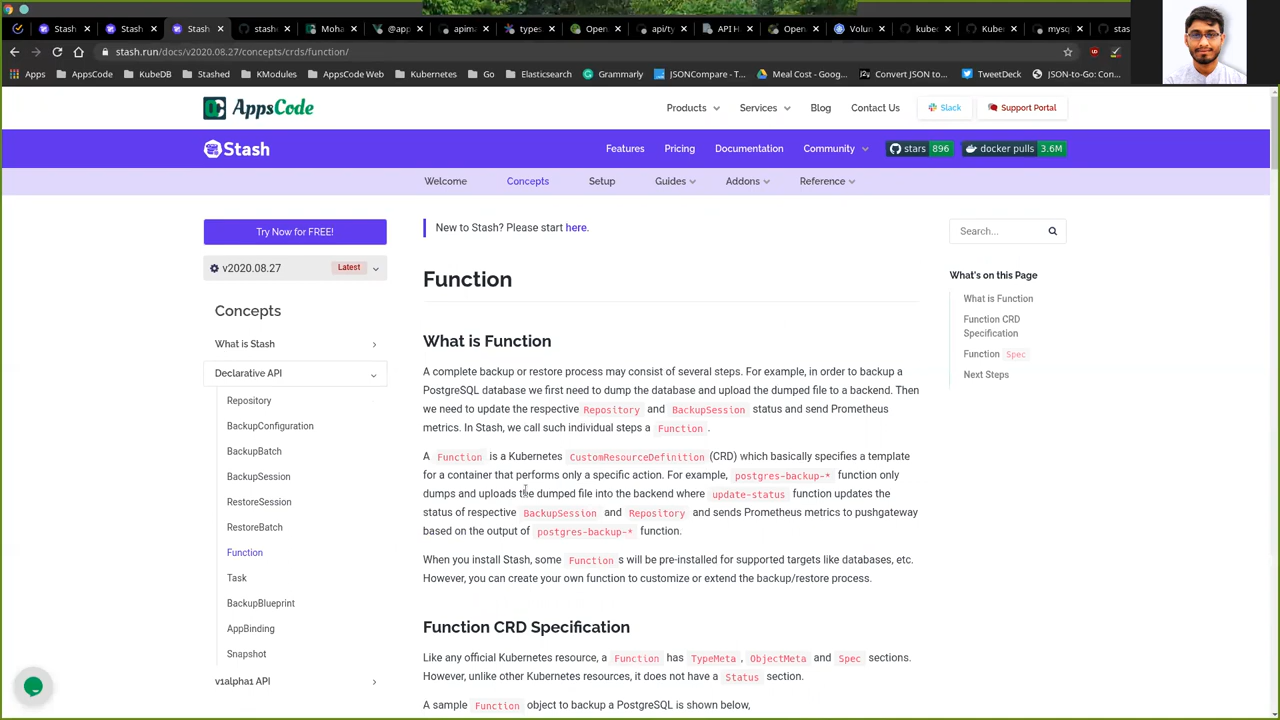 Stash
Stash
Stash
stashe
Moha
@app
apima
types
Open
api/ty
API H
Open
Volun
kubec
Kuber
mysq
stas
stash.run/docs/v2020.08.27/concepts/crds/function/
Apps
AppsCode
KubeDB
Stashed
KModules
AppsCode Web
Kubernetes
Go
Elasticsearch
Grammarly
JSONCompare - T...
Meal Cost - Goog...
Convert JSON to...
TweetDeck
JSON-to-Go: Con...
AppsCode
Products
Services
Blog
Contact Us
Slack
Support Portal
Stash
Features
Pricing
Documentation
Community
stars 896
docker pulls 3.6M
Welcome
Concepts
Setup
Guides
Addons
Reference
Try Now for FREE!
v2020.08.27
Latest
Concepts
What is Stash
Declarative API
Repository
BackupConfiguration
BackupBatch
BackupSession
RestoreSession
RestoreBatch
Function
Task
BackupBlueprint
AppBinding
Snapshot
v1alpha1 API
New to Stash? Please start here.
Function
What is Function
A complete backup or restore process may consist of several steps. For example, in order to backup a
PostgreSQL database we first need to dump the database and upload the dumped file to a backend. Then
we need to update the respective Repository and BackupSession status and send Prometheus
metrics. In Stash, we call such individual steps a Function .
A Function is a Kubernetes CustomResourceDefinition (CRD) which basically specifies a template
for a container that performs only a specific action. For example, postgres-backup-* function only
dumps and uploads the dumped file into the backend where update-status function updates the
status of respective BackupSession and Repository and sends Prometheus metrics to pushgateway
based on the output of postgres-backup-* function.
When you install Stash, some Function s will be pre-installed for supported targets like databases, etc.
However, you can create your own function to customize or extend the backup/restore process.
Function CRD Specification
Like any official Kubernetes resource, a Function has TypeMeta , ObjectMeta and Spec sections.
However, unlike other Kubernetes resources, it does not have a Status section.
A sample Function object to backup a PostgreSQL is shown below,
Search...
What's on this Page
What is Function
Function CRD
Specification
Function Spec
Next Steps